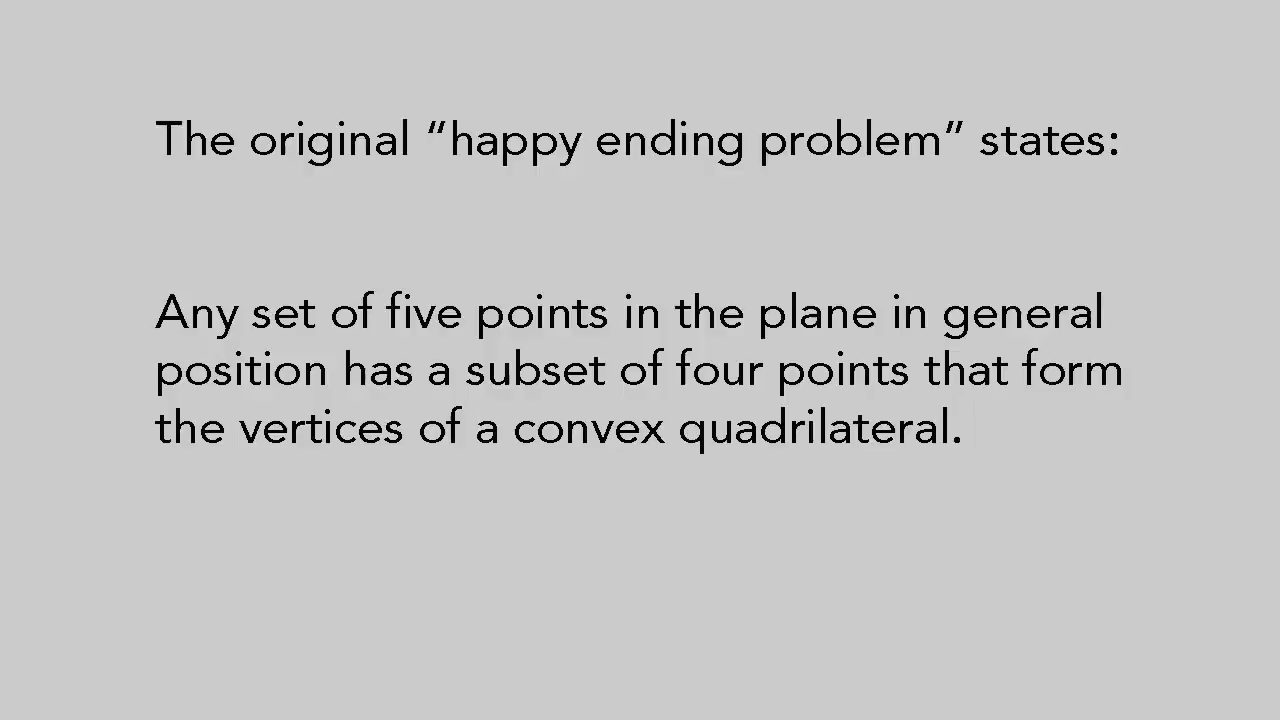 The original “happy ending problem” states:
Any set of five points in the plane in general
position has a subset of four points that form
the vertices of a convex quadrilateral.